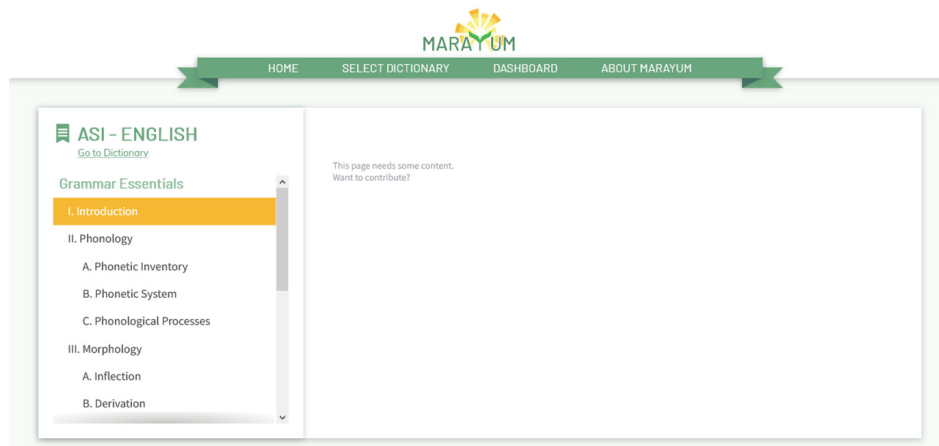 MARAYUM
HOME SELECT DICTIONARY DASHBOARD ABOUT MARAYUM
ASI - ENGLISH
Go to Dictionary
Grammar Essentials
I. Introduction
II. Phonology
A. Phonetic Inventory
B. Phonetic System
C. Phonological Processes
III. Morphology
A. Inflection
B. Derivation
This page needs some content.
Want to contribute?